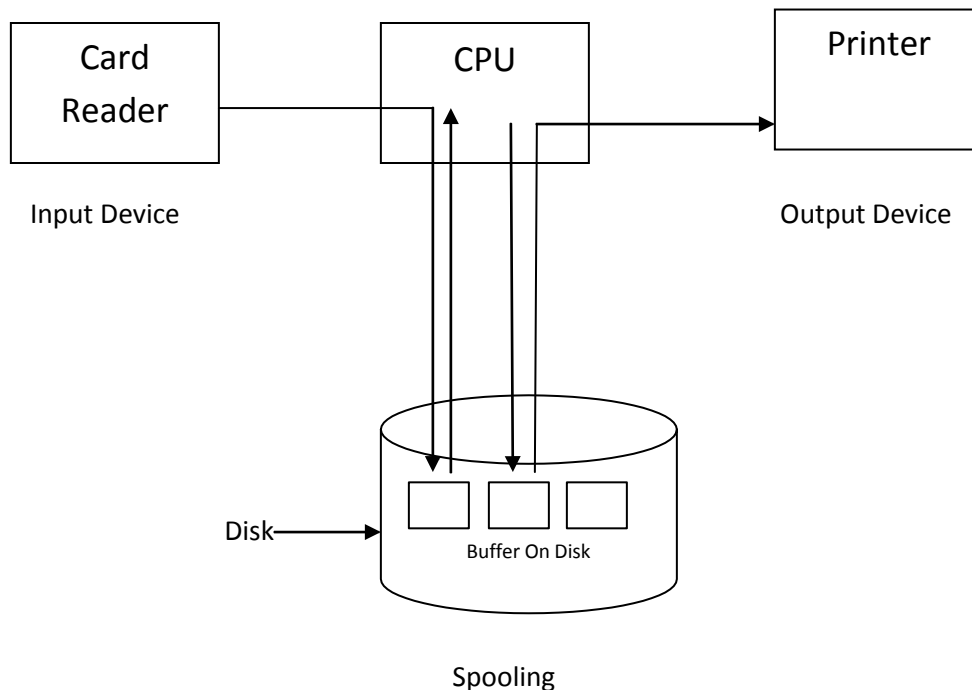 Card
Reader
CPU
Printer
Input Device
Output Device
Disk
Buffer On Disk
Spooling